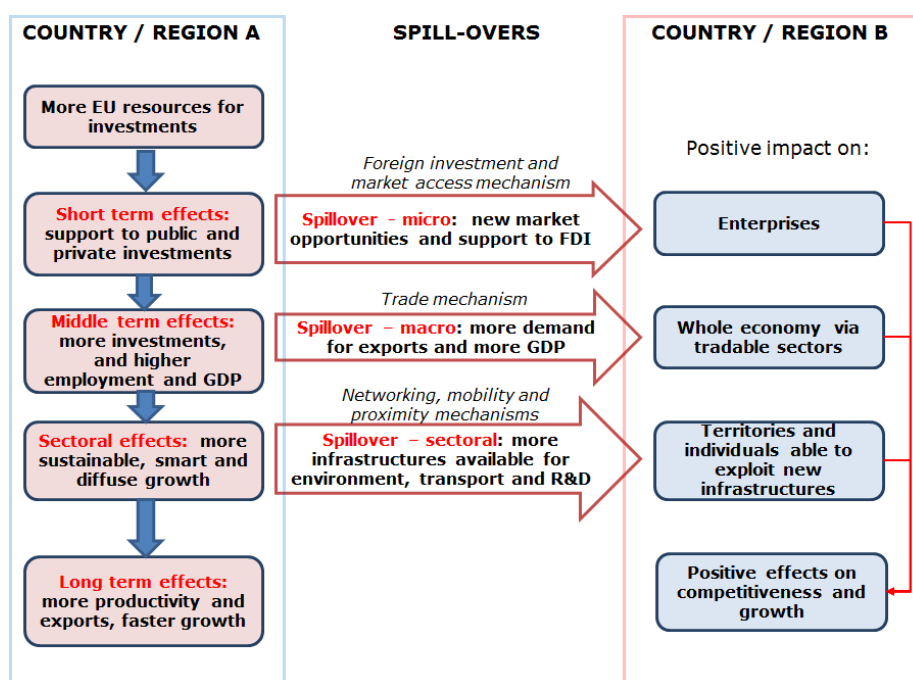 COUNTRY / REGION A
SPILL-OVERS
COUNTRY / REGION B
More EU resources for
investments
Short term effects:
support to public and
private investments
Middle term effects:
more investments,
and higher
employment and GDP
Sectoral effects: more
sustainable, smart and
diffuse growth
Long term effects:
more productivity and
exports, faster growth
Foreign investment and
market access mechanism
Spillover - micro: new market
opportunities and support to FDI
Trade mechanism
Spillover – macro: more demand
for exports and more GDP
Networking, mobility and
proximity mechanisms
Spillover – sectoral: more
infrastructures available for
environment, transport and R&D
Positive impact on:
Enterprises
Whole economy via
tradable sectors
Territories and
individuals able to
exploit new
infrastructures
Positive effects on
competitiveness and
growth